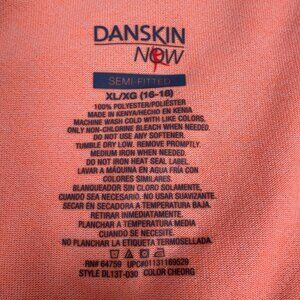 DANSKIN
NOW
SEMI-FITTED
XL/XG (16-18)
100% POLYESTER/POLIÉSTER
MADE IN KENYA/HECHO EN KENIA
MACHINE WASH COLD WITH LIKE COLORS,
ONLY NON-CHLORINE BLEACH WHEN NEEDED.
DO NOT USE ANY SOFTENER.
TUMBLE DRY LOW. REMOVE PROMPTLY.
MEDIUM IRON WHEN NEEDED.
DO NOT IRON HEAT SEAL LABEL.
LAVAR A MÁQUINA EN AGUA FRÍA CON
COLORES SIMILARES.
BLANQUEADOR SIN CLORO SOLAMENTE,
CUANDO SEA NECESARIO. NO USAR SUAVIZANTE.
SECAR EN SECADORA A TEMPERATURA BAJA.
RETIRAR INMEDIATAMENTE.
PLANCHAR A TEMPERATURA MEDIA
CUANDO SE NECESITE.
NO PLANCHAR LA ETIQUETA TERMOSELLADA.
RN# 64759 UPC#01131169529
STYLE DL13T-030 COLOR CHEORG